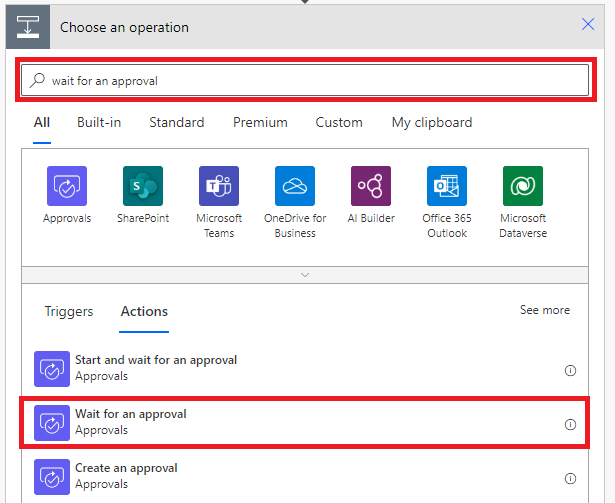 Choose an operation
wait for an approval
All Built-in Standard Premium Custom My clipboard
Approvals SharePoint Microsoft Teams OneDrive for Business AI Builder Office 365 Outlook Microsoft Dataverse
Triggers Actions See more
Start and wait for an approval
Approvals
Wait for an approval
Approvals
Create an approval
Approvals